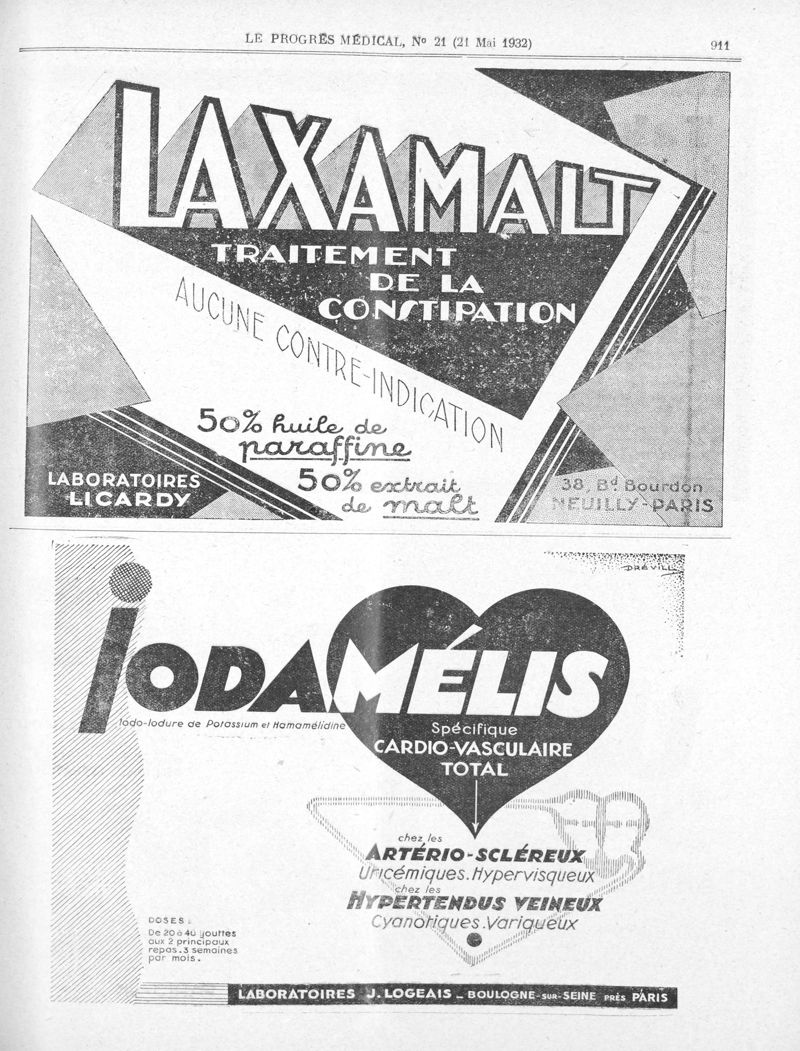 LE PROGRÈS MÉDICAL, No 21 (21 Mai 1932) 911
LAXAMALT
TRAITEMENT
DE LA
CONSTIPATION
AUCUNE CONTRE-INDICATION
50% huile de
paraffine
50% extrait
de malt
LABORATOIRES
LICARDY
38, Bd Bourdon
NEUILLY-PARIS
DRÉVILL
iODAMÉLIS
Iodo-Iodure de Potassium et Hamamélidine
Spécifique
CARDIO-VASCULAIRE
TOTAL
chez les
ARTÉRIO-SCLÉREUX
Uricémiques.Hypervisqueux
chez les
HYPERTENDUS VEINEUX
Cyanotiques.Variqueux
DOSES:
De 20 à 40 gouttes
aux 2 principaux
repas.3 semaines
par mois.
LABORATOIRES J. LOGEAIS _ BOULOGNE-SUR-SEINE PRÈS PARIS